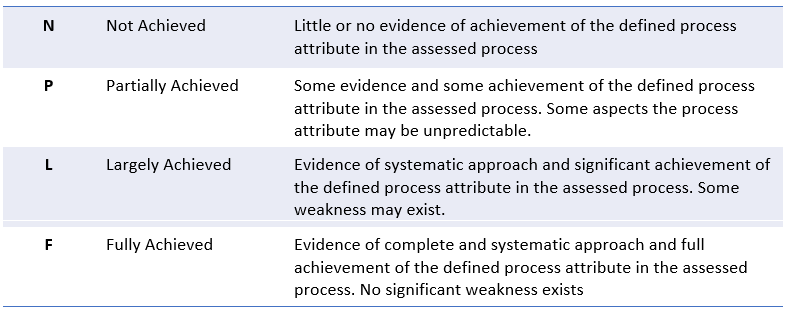 N Not Achieved Little or no evidence of achievement of the defined process
attribute in the assessed process
P Partially Achieved Some evidence and some achievement of the defined process
attribute in the assessed process. Some aspects the process
attribute may be unpredictable.
L Largely Achieved Evidence of systematic approach and significant achievement of
the defined process attribute in the assessed process. Some
weakness may exist.
F Fully Achieved Evidence of complete and systematic approach and full
achievement of the defined process attribute in the assessed
process. No significant weakness exists